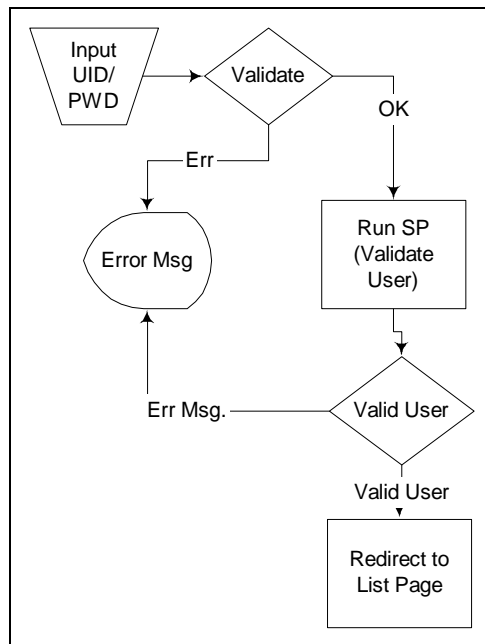 Input
UID/
PWD
Validate
OK
Err
Run SP
(Validate
User)
Error Msg
Valid User
Err Msg.
Valid User
Redirect to
List Page